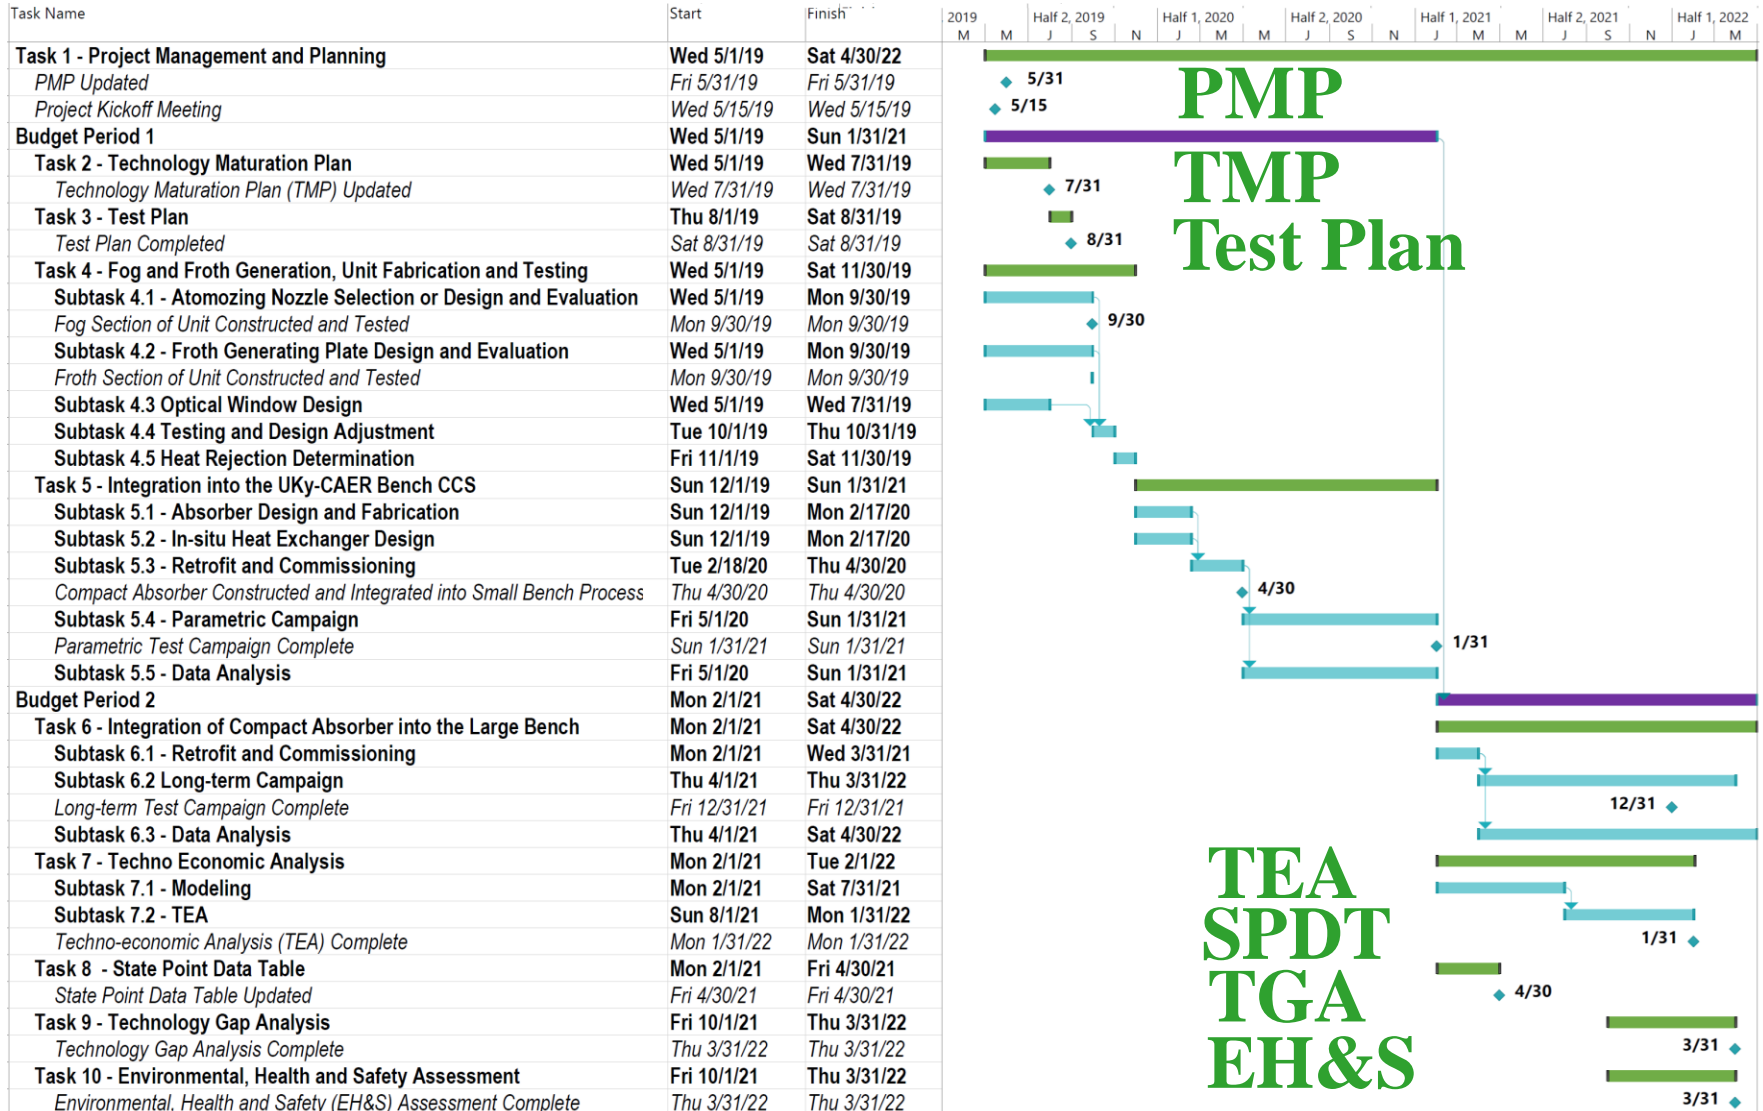 Task Name Start Finish 2019 Half 2, 2019 Half 1, 2020 Half 2, 2020 Half 1, 2021 Half 2, 2021 Half 1, 2022
M M J S N J M M J S N J M M J S N J M
Task 1 - Project Management and Planning Wed 5/1/19 Sat 4/30/22
PMP Updated Fri 5/31/19 Fri 5/31/19 5/31 PMP
Project Kickoff Meeting Wed 5/15/19 Wed 5/15/19 5/15
Budget Period 1 Wed 5/1/19 Sun 1/31/21
Task 2 - Technology Maturation Plan Wed 5/1/19 Wed 7/31/19 TMP
Technology Maturation Plan (TMP) Updated Wed 7/31/19 Wed 7/31/19 7/31
Task 3 - Test Plan Thu 8/1/19 Sat 8/31/19
Test Plan Completed Sat 8/31/19 Sat 8/31/19 8/31 Test Plan
Task 4 - Fog and Froth Generation, Unit Fabrication and Testing Wed 5/1/19 Sat 11/30/19
Subtask 4.1 - Atomozing Nozzle Selection or Design and Evaluation Wed 5/1/19 Mon 9/30/19
Fog Section of Unit Constructed and Tested Mon 9/30/19 Mon 9/30/19 9/30
Subtask 4.2 - Froth Generating Plate Design and Evaluation Wed 5/1/19 Mon 9/30/19
Froth Section of Unit Constructed and Tested Mon 9/30/19 Mon 9/30/19
Subtask 4.3 Optical Window Design Wed 5/1/19 Wed 7/31/19
Subtask 4.4 Testing and Design Adjustment Tue 10/1/19 Thu 10/31/19
Subtask 4.5 Heat Rejection Determination Fri 11/1/19 Sat 11/30/19
Task 5 - Integration into the UKy-CAER Bench CCS Sun 12/1/19 Sun 1/31/21
Subtask 5.1 - Absorber Design and Fabrication Sun 12/1/19 Mon 2/17/20
Subtask 5.2 - In-situ Heat Exchanger Design Sun 12/1/19 Mon 2/17/20
Subtask 5.3 - Retrofit and Commissioning Tue 2/18/20 Thu 4/30/20
Compact Absorber Constructed and Integrated into Small Bench Process Thu 4/30/20 Thu 4/30/20 4/30
Subtask 5.4 - Parametric Campaign Fri 5/1/20 Sun 1/31/21
Parametric Test Campaign Complete Sun 1/31/21 Sun 1/31/21 1/31
Subtask 5.5 - Data Analysis Fri 5/1/20 Sun 1/31/21
Budget Period 2 Mon 2/1/21 Sat 4/30/22
Task 6 - Integration of Compact Absorber into the Large Bench Mon 2/1/21 Sat 4/30/22
Subtask 6.1 - Retrofit and Commissioning Mon 2/1/21 Wed 3/31/21
Subtask 6.2 Long-term Campaign Thu 4/1/21 Thu 3/31/22
Long-term Test Campaign Complete Fri 12/31/21 Fri 12/31/21 12/31
Subtask 6.3 - Data Analysis Thu 4/1/21 Sat 4/30/22
Task 7 - Techno Economic Analysis Mon 2/1/21 Tue 2/1/22 TEA
Subtask 7.1 - Modeling Mon 2/1/21 Sat 7/31/21
Subtask 7.2 - TEA Sun 8/1/21 Mon 1/31/22 SPDT
Techno-economic Analysis (TEA) Complete Mon 1/31/22 Mon 1/31/22 1/31
Task 8 - State Point Data Table Mon 2/1/21 Fri 4/30/21
State Point Data Table Updated Fri 4/30/21 Fri 4/30/21 TGA 4/30
Task 9 - Technology Gap Analysis Fri 10/1/21 Thu 3/31/22
Technology Gap Analysis Complete Thu 3/31/22 Thu 3/31/22 EH&S 3/31
Task 10 - Environmental, Health and Safety Assessment Fri 10/1/21 Thu 3/31/22
Environmental, Health and Safety (EH&S) Assessment Complete Thu 3/31/22 Thu 3/31/22 3/31